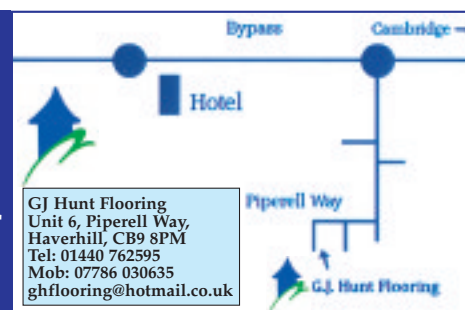 Bypass
Cambridge
Hotel
GJ Hunt Flooring
Unit 6, Piperell Way,
Haverhill, CB9 8PM
Tel: 01440 762595
Mob: 07786 030635
ghflooring@hotmail.co.uk
Piperell Way
G.J. Hunt Flooring